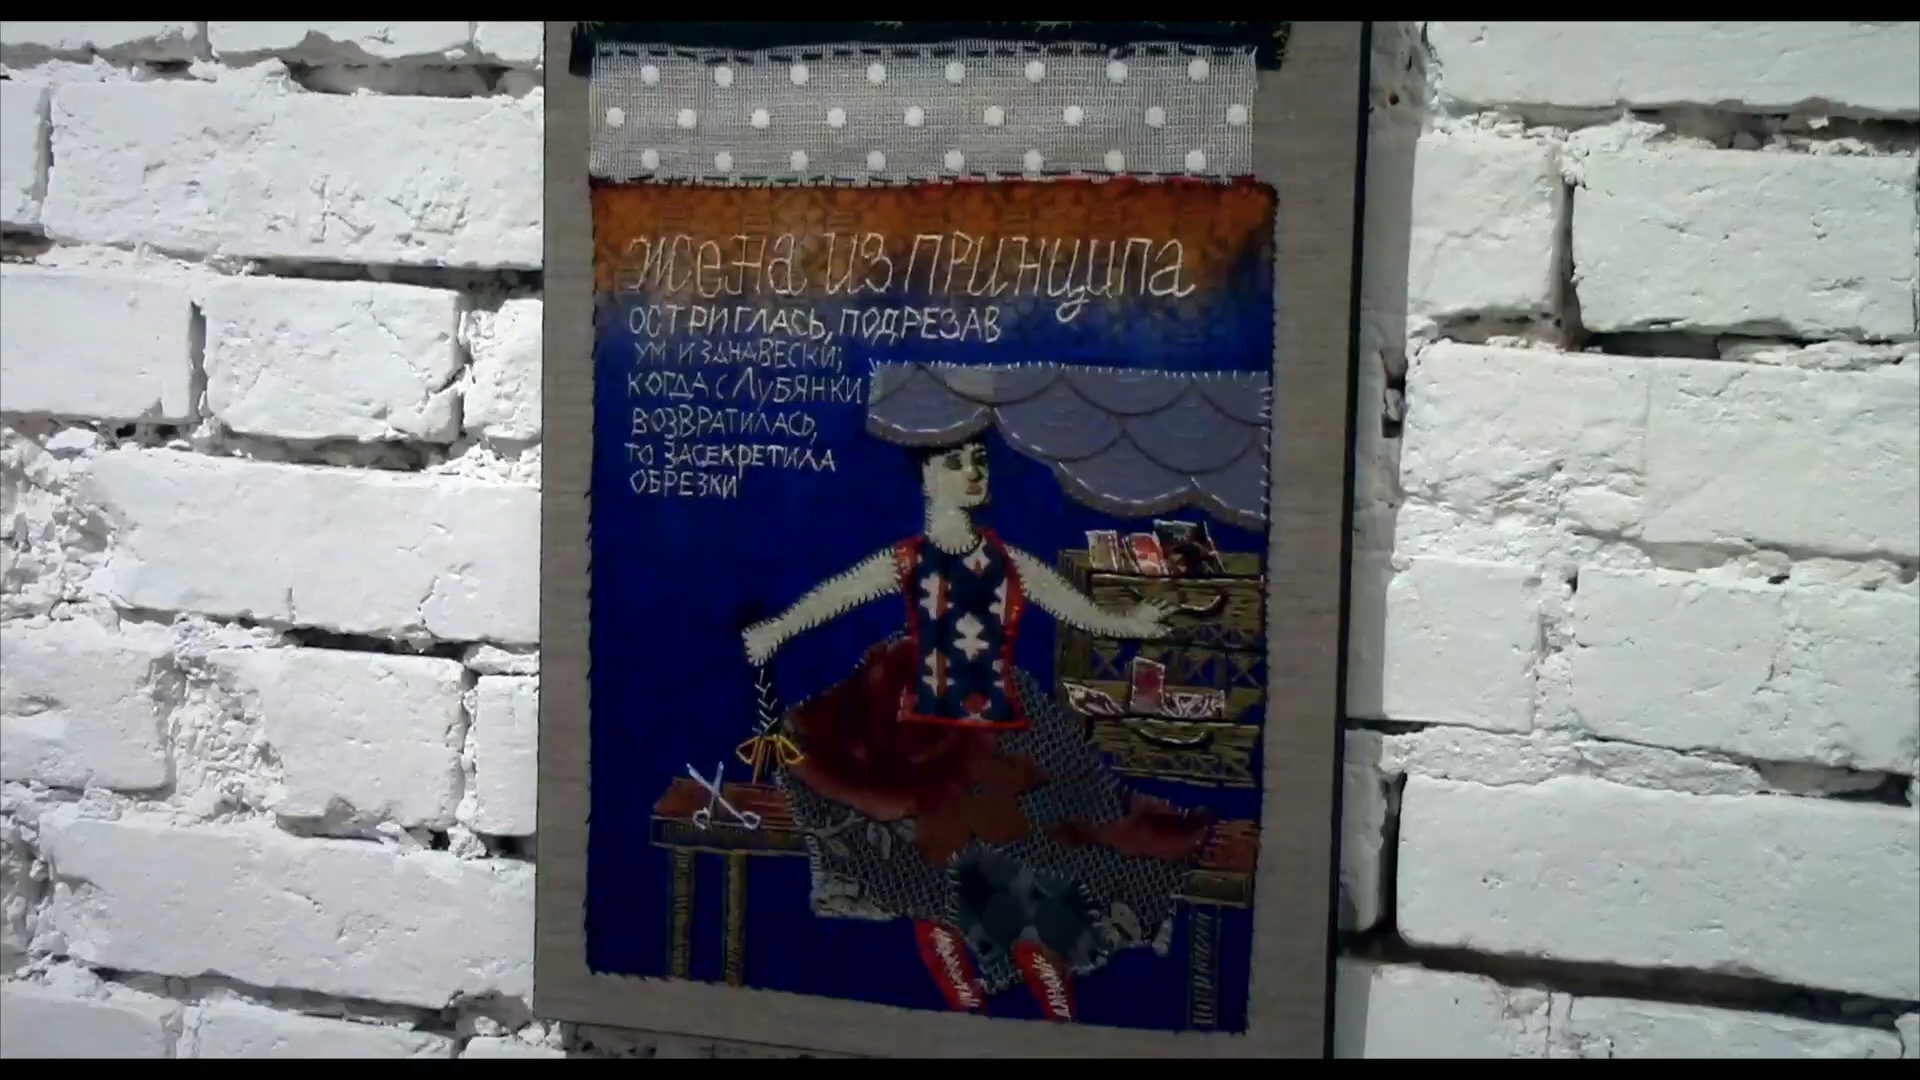 жена из принципа
остриглась, подрезав
ум и занавески;
когда с Лубянки
возвратилась,
то засекретила
обрезки